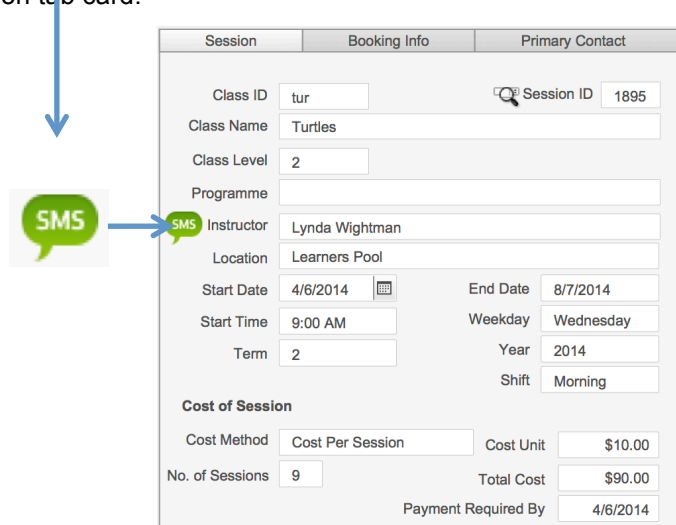 on tab card.
Session Booking Info Primary Contact
Class ID tur Session ID 1895
Class Name Turtles
Class Level 2
Programme
SMS SMS Instructor Lynda Wightman
Location Learners Pool
Start Date 4/6/2014 End Date 8/7/2014
Start Time 9:00 AM Weekday Wednesday
Term 2 Year 2014
Shift Morning
Cost of Session
Cost Method Cost Per Session Cost Unit $10.00
No. of Sessions 9 Total Cost $90.00
Payment Required By 4/6/2014